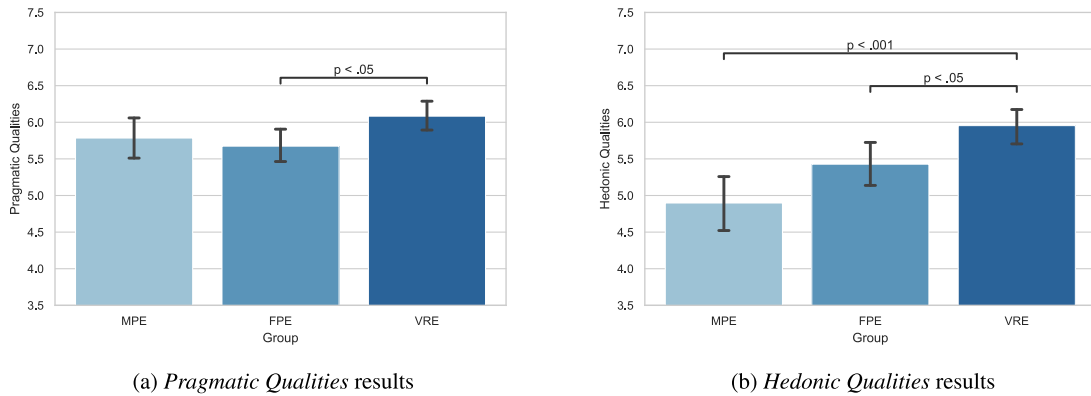 7.5
7.0
6.5
6.0
5.5
5.0
4.5
4.0
3.5
Pragmatic Qualities
p < .05
MPE FPE VRE
Group
(a) Pragmatic Qualities results
7.5
7.0
6.5
6.0
5.5
5.0
4.5
4.0
3.5
Hedonic Qualities
p < .001
p < .05
MPE FPE VRE
Group
(b) Hedonic Qualities results